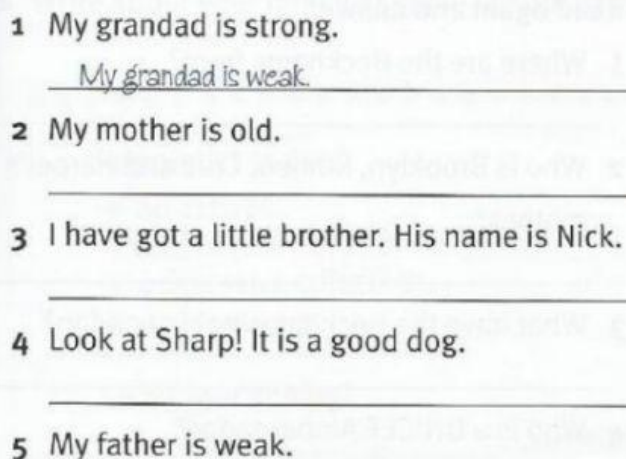 1 My grandad is strong.
My grandad is weak.
2 My mother is old.
3 I have got a little brother. His name is Nick.
4 Look at Sharp! It is a good dog.
5 My father is weak.